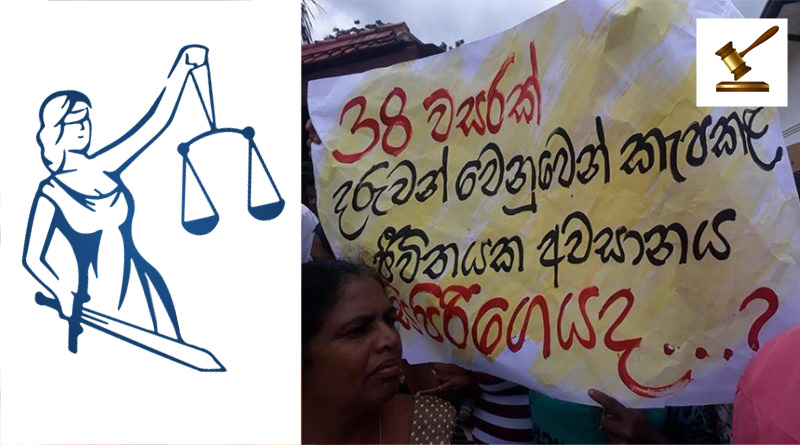 38 වසරක්
දරුවන් වෙනුවෙන් කැපකළ
ජීවිතයක අවසානය
සිපිරිගෙයද ...?